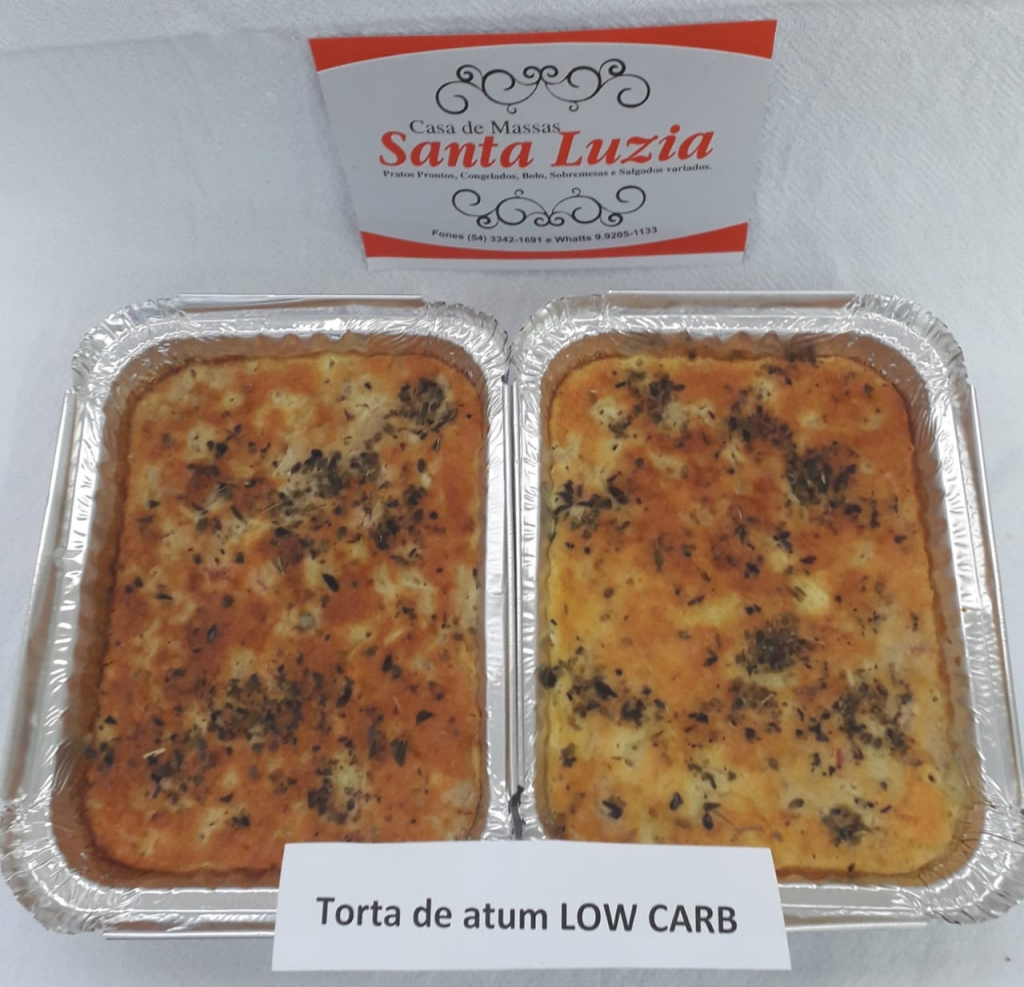 Casa de Massas
Santa Luzia
Pratos Prontos, Congelados, Bolo, Sobremesas e Salgados variados.
Fones (54) 3342-1691 e Whatts 9.9205-1133
Torta de atum LOW CARB